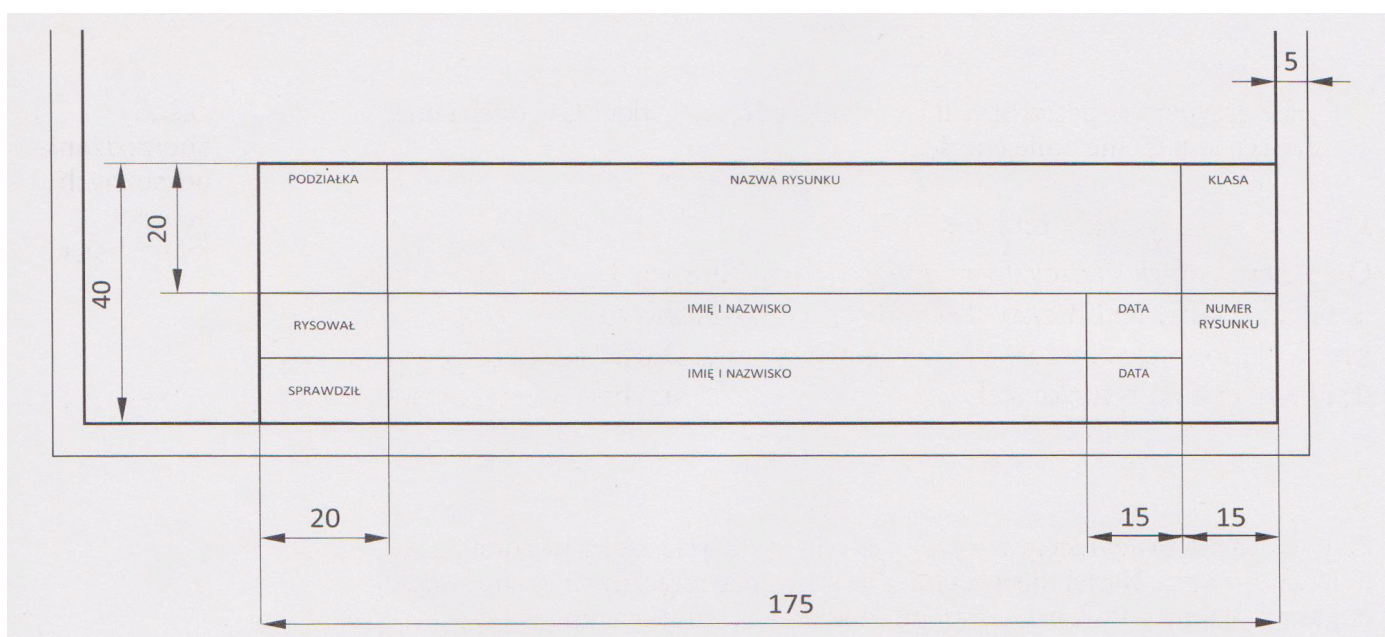 5
PODZIAŁKA NAZWA RYSUNKU KLASA
20
40
RYSOWAŁ IMIĘ I NAZWISKO DATA NUMER RYSUNKU
SPRAWDZIŁ IMIĘ I NAZWISKO DATA
20 15 15
175